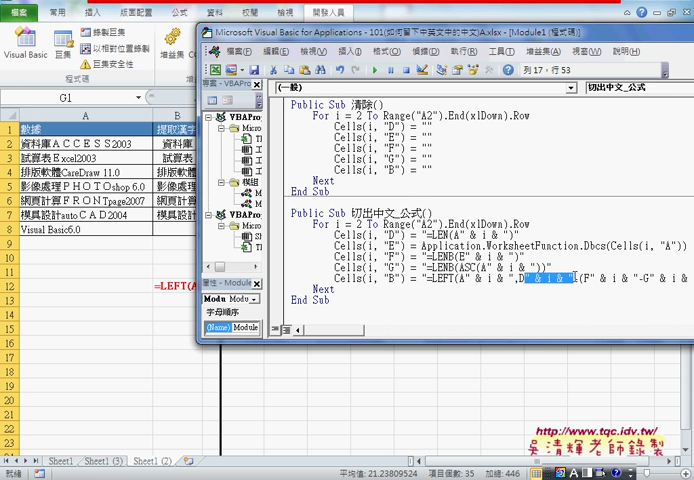 檔案 常用 插入 版面配置 公式 資料 校閱 檢視 開發人員
Visual Basic 巨集 錄製巨集
以相對位置錄製
巨集安全性
增益集
程式碼
G1
A B
數據 提取漢字
資料庫ＡＣＣＥＳＳ2003 資料庫
試算表Ｅxcel2003 試算表
排版軟體CareDraw 11.0 排版軟體
影像處理ＰＨＯＴＯshop 6.0 影像處理
網頁計算ＦＲＯＮＴpage2007 網頁計算
模具設計autoＣＡＤ2004 模具設計
Visual Basic6.0
=LEFT(A
Microsoft Visual Basic for Applications - 101(如何留下中英文中的中文)A.xlsx - [Module1 (程式碼)]
檔案(F) 編輯(E) 檢視(V) 插入(I) 格式(O) 偵錯(D) 執行(R) 工具(T) 增益集(A) 視窗(W) 說明(H)
列 17，行 53
專案 - VBAProject
(一般) 切出中文_公式
Public Sub 清除()
For i = 2 To Range("A2").End(xlDown).Row
Cells(i, "D") = ""
Cells(i, "E") = ""
Cells(i, "F") = ""
Cells(i, "G") = ""
Cells(i, "B") = ""
Next
End Sub
Public Sub 切出中文_公式()
For i = 2 To Range("A2").End(xlDown).Row
Cells(i, "D") = "=LEN(A" & i & ")"
Cells(i, "E") = Application.WorksheetFunction.Dbcs(Cells(i, "A"))
Cells(i, "F") = "=LENB(E" & i & ")"
Cells(i, "G") = "=LENB(ASC(A" & i & "))"
Cells(i, "B") = "=LEFT(A" & i & ",D" & i & "-(F" & i & "-G" & i &
Next
End Sub
屬性 - Module
Modu Module
字母順序
(Name) Module
http://www.tqc.idv.tw/
吳清輝老師錄製
Sheet1 Sheet1 (3) Sheet1 (2)
就緒 平均值: 21.23809524 項目個數: 35 加總: 446